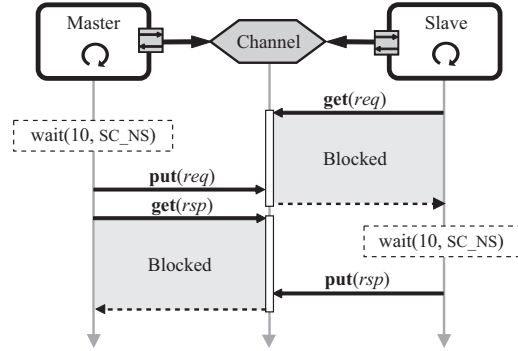 Master
Channel
Slave
get(req)
wait(10, SC_NS)
Blocked
put(req)
get(rsp)
wait(10, SC_NS)
Blocked
put(rsp)